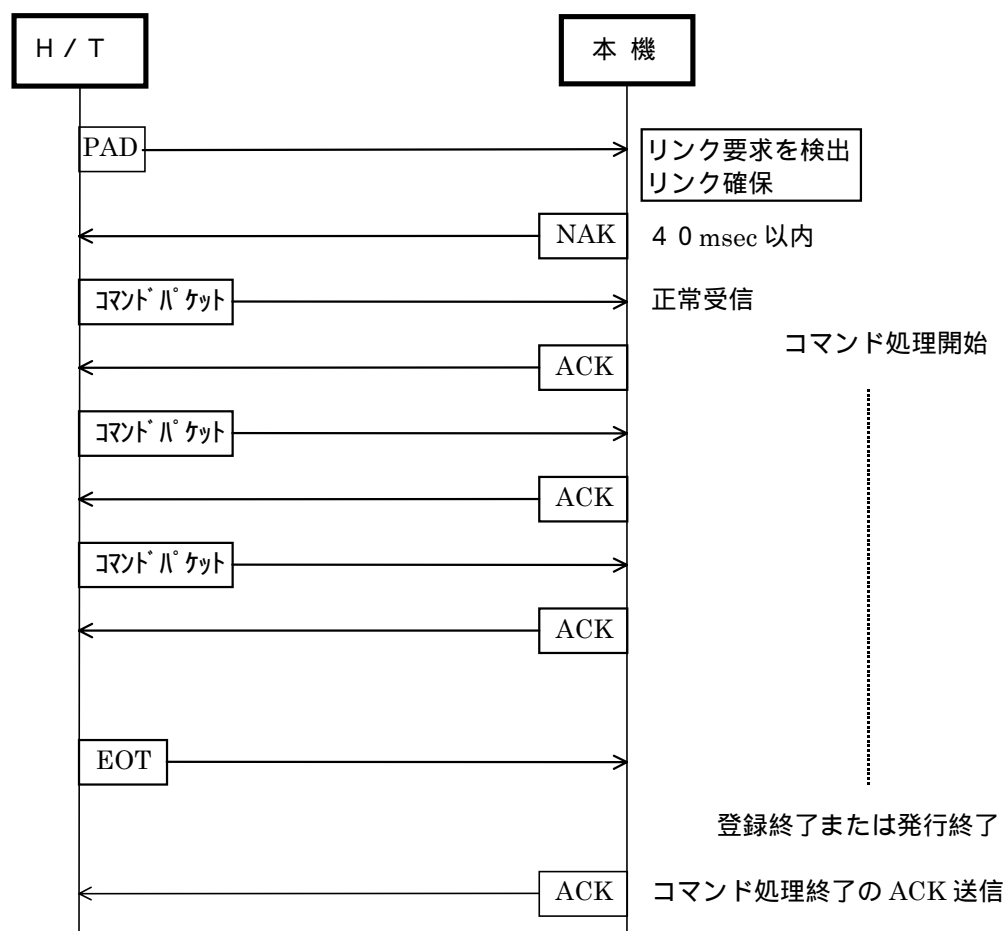 Ｈ／Ｔ
本 機
PAD
リンク要求を検出
リンク確保
NAK
４０msec 以内
ｺﾏﾝﾄﾞﾊﾟｹｯﾄ
正常受信
コマンド処理開始
ACK
ｺﾏﾝﾄﾞﾊﾟｹｯﾄ
ACK
ｺﾏﾝﾄﾞﾊﾟｹｯﾄ
ACK
EOT
登録終了または発行終了
ACK
コマンド処理終了の ACK 送信